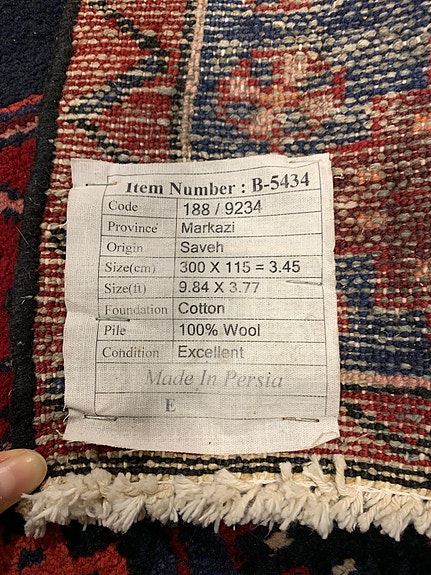 Item Number : B-5434
Code 188 / 9234
Province Markazi
Origin Saveh
Size(cm) 300 X 115 = 3.45
Size(ft) 9.84 X 3.77
Foundation Cotton
Pile 100% Wool
Condition Excellent
Made In Persia
E